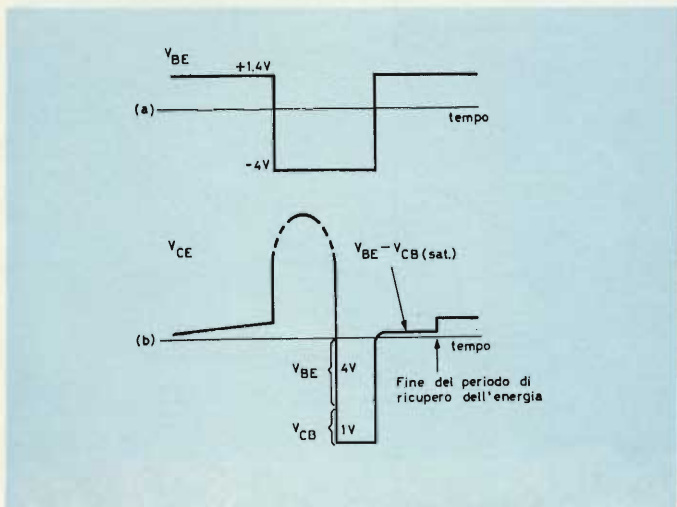 V_BE
+1.4V
(a)
tempo
-4V
V_CE
V_BE - V_CB (sat.)
(b)
tempo
V_BE
4V
Fine del periodo di
ricupero dell'energia
V_CB
1V